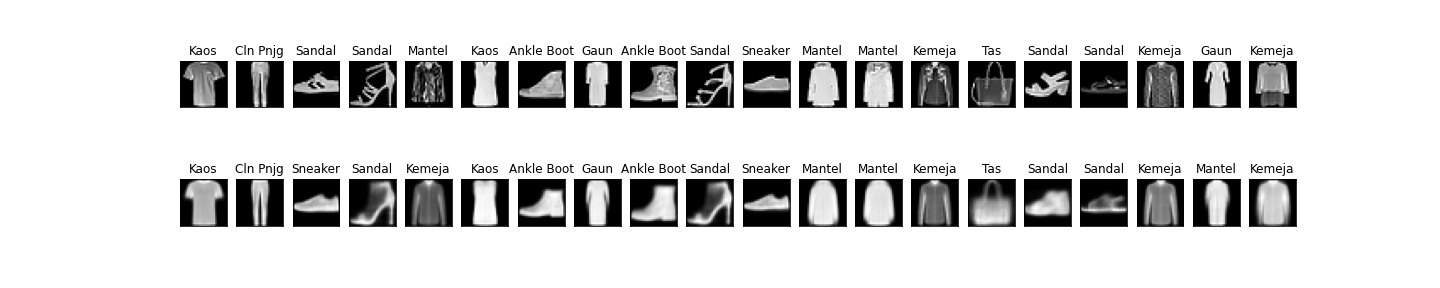 Kaos Cln Pnjg Sandal Sandal Mantel Kaos Ankle Boot Gaun Ankle Boot Sandal Sneaker Mantel Mantel Kemeja Tas Sandal Sandal Kemeja Gaun Kemeja
Kaos Cln Pnjg Sneaker Sandal Kemeja Kaos Ankle Boot Gaun Ankle Boot Sandal Sneaker Mantel Mantel Kemeja Tas Sandal Sandal Kemeja Mantel Kemeja